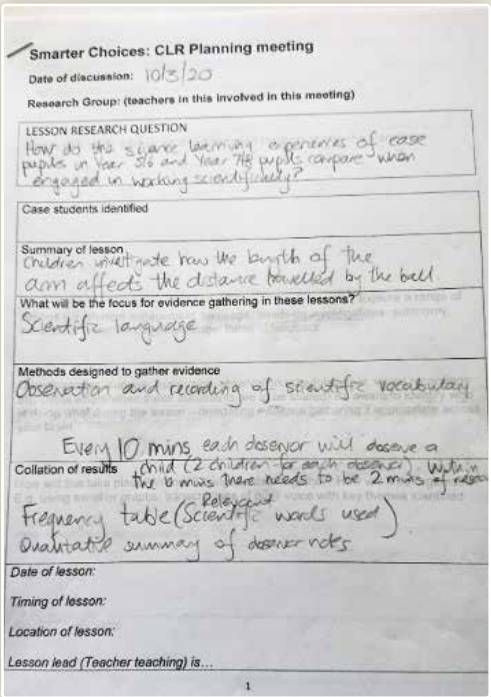 Smarter Choices: CLR Planning meeting
Date of discussion: 10/3/20
Research Group: (teachers in this involved in this meeting)
LESSON RESEARCH QUESTION
How do the science learning experiences of case
pupils in Year 5/6 and Year 7/8 pupils compare when
engaged in working scientifically?
Case students identified
Summary of lesson
Children investigate how the length of the
arm affects the distance travelled by the ball
What will be the focus for evidence gathering in these lessons?
Scientific language
Methods designed to gather evidence
Observation and recording of scientific vocabulary
Every 10 mins each observer will observe a
child (2 children for each observer). Within
Collation of results
the 10 mins there needs to be 2 mins of
Relevant
Frequency table (Scientific words used)
Qualitative summary of observer notes
Date of lesson:
Timing of lesson:
Location of lesson:
Lesson lead (Teacher teaching) is...
1